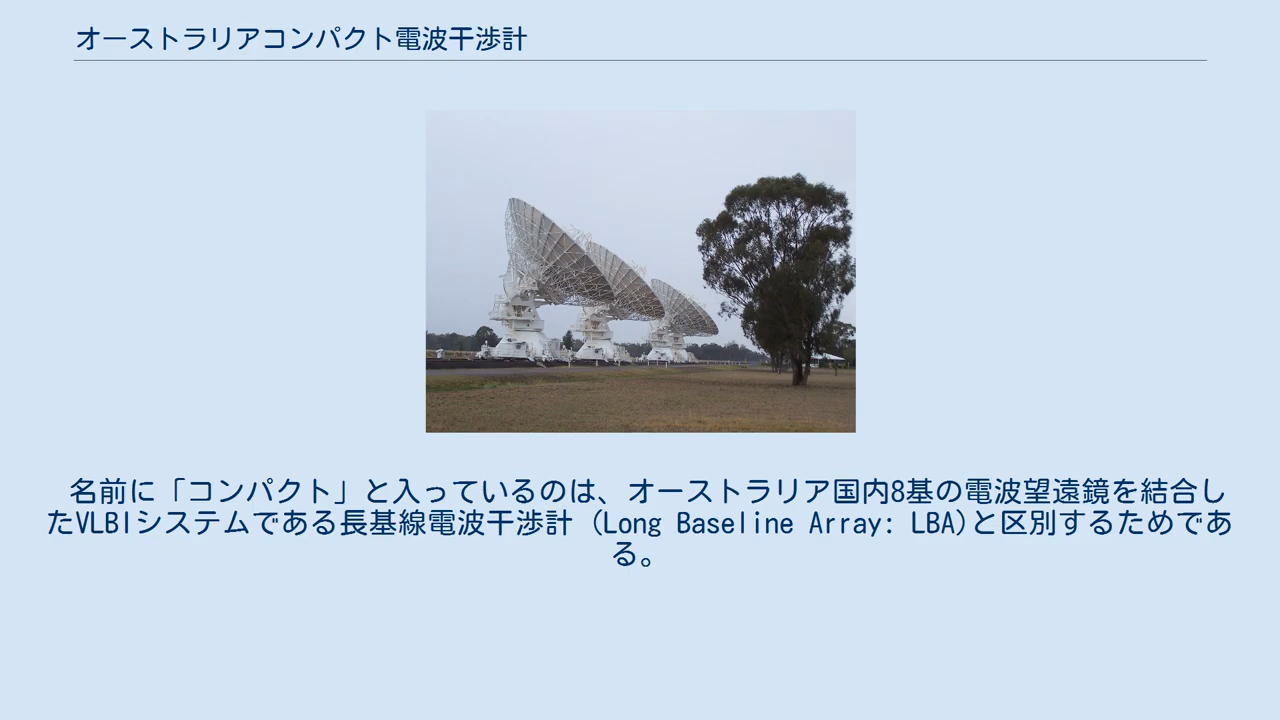 オーストラリアコンパクト電波干渉計
名前に「コンパクト」と入っているのは、オーストラリア国内8基の電波望遠鏡を結合し
たVLBIシステムである長基線電波干渉計 (Long Baseline Array: LBA)と区別するためであ
る。